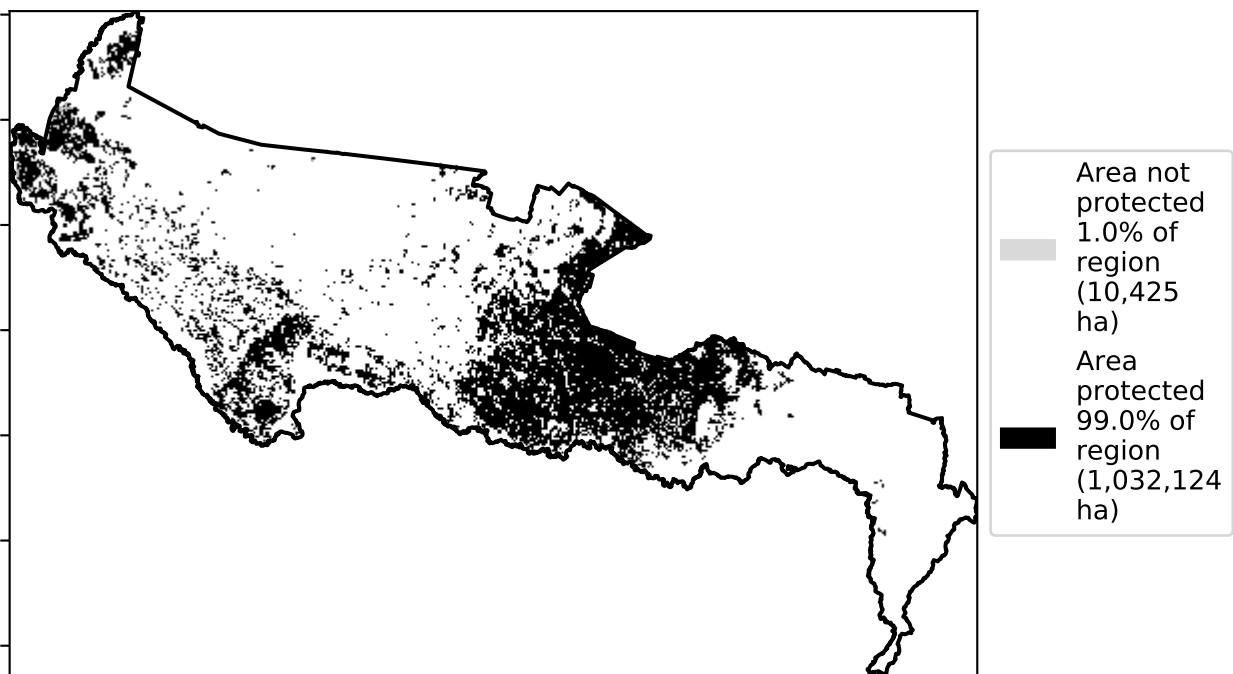 Area not
protected
1.0% of
region
(10,425
ha)
Area
protected
99.0% of
region
(1,032,124
ha)